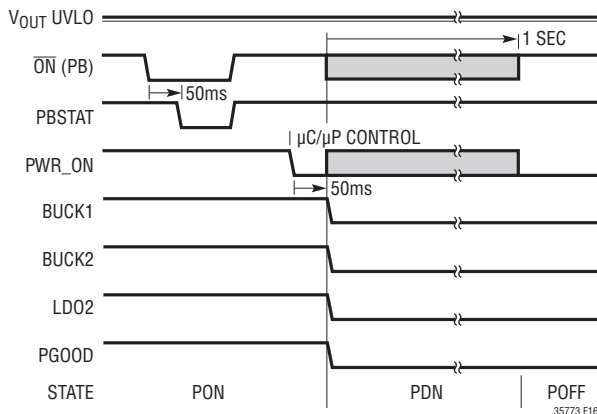 VOUT UVLO
1 SEC
ON (PB)
50ms
PBSTAT
µC/µP CONTROL
PWR_ON
50ms
BUCK1
BUCK2
LDO2
PGOOD
STATE PON PDN POFF
35773 F16